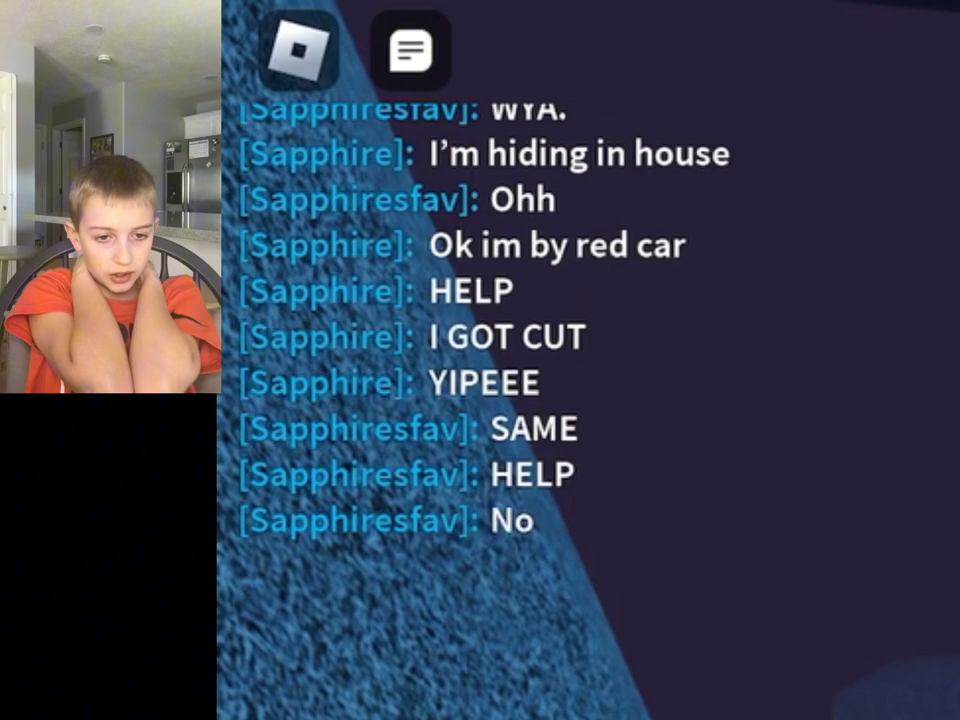 [Sapphiresfav]: WYA.
[Sapphire]: I'm hiding in house
[Sapphiresfav]: Ohh
[Sapphire]: Ok im by red car
[Sapphire]: HELP
[Sapphire]: I GOT CUT
[Sapphire]: YIPEEE
[Sapphiresfav]: SAME
[Sapphiresfav]: HELP
[Sapphiresfav]: No